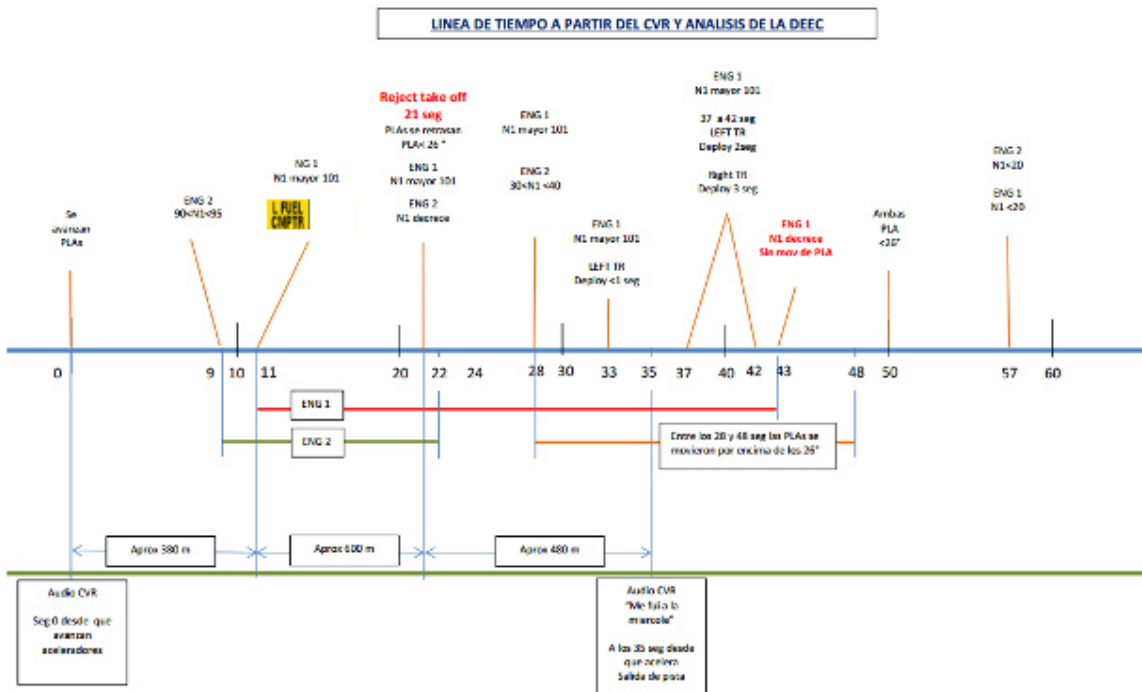 LINEA DE TIEMPO A PARTIR DEL CVR Y ANALISIS DE LA DEEC
Se
avanzan
PLAs
ENG 2
90<N1<95
NG 1
N1 mayor 101
L FUEL
CMPTR
Reject take off
21 seg
PLAs se retrasan
PLA< 26 °
ENG 1
N1 mayor 101
ENG 2
N1 decrece
ENG 1
N1 mayor 101
ENG 2
30<N1 <40
ENG 1
N1 mayor 101
LEFT TR
Deploy <1 seg
ENG 1
N1 mayor 101
37 a 42 seg
LEFT TR
Deploy 2seg
Right TR
Deploy 3 seg
ENG 1
N1 decrece
Sin mov de PLA
Ambas
PLA
<26°
ENG 2
N1<20
ENG 1
N1 <20
0 9 10 11 20 22 24 28 30 33 35 37 40 42 43 48 50 57 60
ENG 1
ENG 2
Entre los 28 y 48 seg las PLAs se
movieron por encima de los 26°
Aprox 380 m
Aprox 600 m
Aprox 480 m
Audio CVR
Seg 0 desde que
avanzan
aceleradores
Audio CVR
"Me fui a la
miercole"
A los 35 seg desde
que acelera
Salida de pista